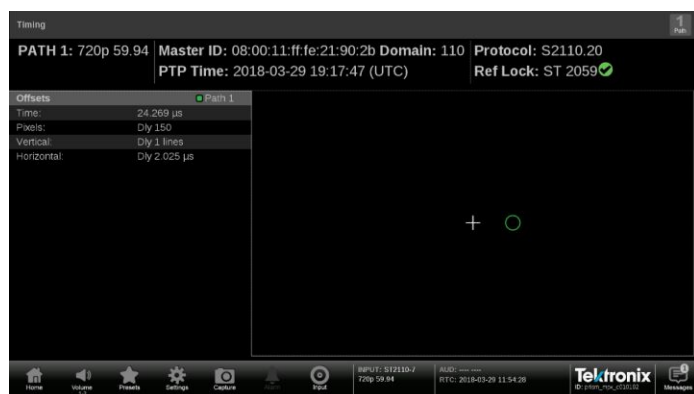 Timing
1
Path
PATH 1: 720p 59.94 Master ID: 08:00:11:ff:fe:21:90:2b Domain: 110 Protocol: S2110.20
PTP Time: 2018-03-29 19:17:47 (UTC) Ref Lock: ST 2059
Offsets Path 1
Time: 24.269 µs
Pixels: Dly 150
Vertical: Dly 1 lines
Horizontal: Dly 2.025 µs
INPUT: ST2110-7 AUD: ---- ----
720p 59.94 RTC: 2018-03-29 11:54:28
Tektronix
Home Volume Presets Settings Capture Alarm Input Messages